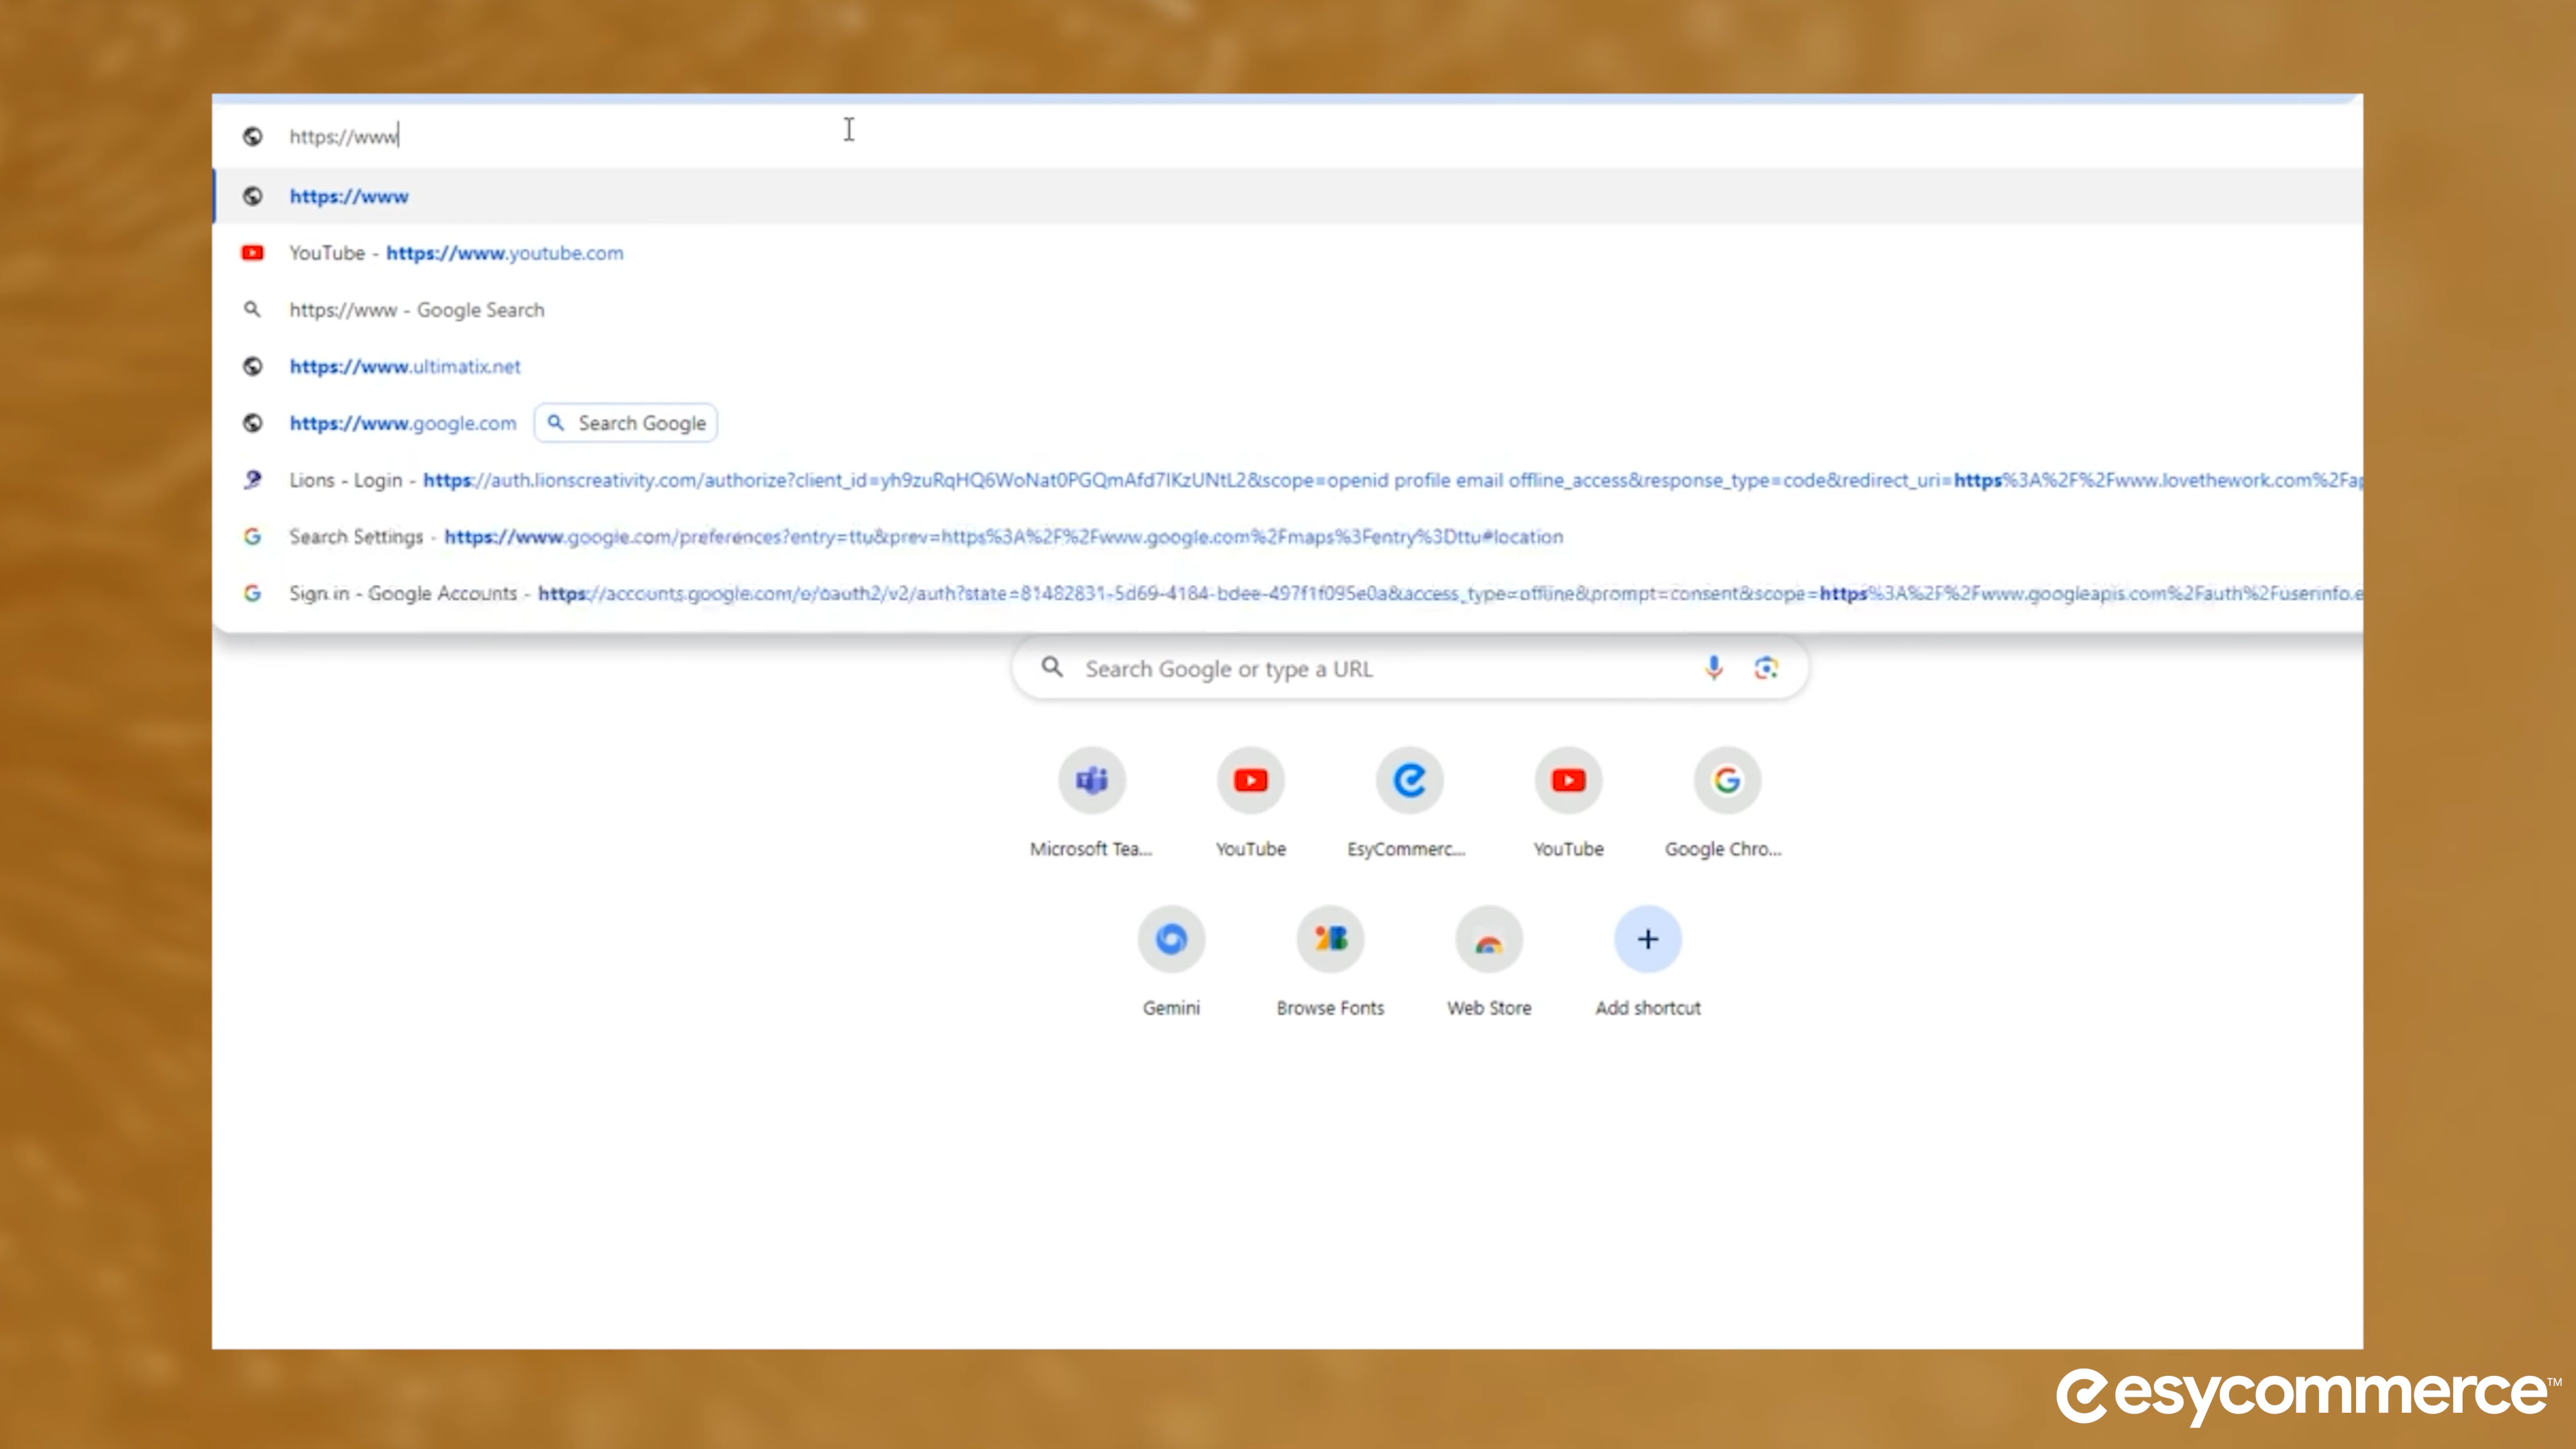 https://www
https://www
YouTube - https://www.youtube.com
https://www - Google Search
https://www.ultimatix.net
https://www.google.com Search Google
Lions - Login - https://auth.lionscreativity.com/authorize?client_id=yh9zuRqHQ6WoNat0PGQmAfd7IKzUNtL2&scope=openid profile email offline_access&response_type=code&redirect_uri=https%3A%2F%2Fwww.lovethework.com%2Fap
Search Settings - https://www.google.com/preferences?entry=ttu&prev=https%3A%2F%2Fwww.google.com%2Fmaps%3Fentry%3Dttu#location
Sign in - Google Accounts - https://accounts.google.com/o/oauth2/v2/auth?state=81482831-5d69-4184-bdee-497f1f095e0a&access_type=offline&prompt=consent&scope=https%3A%2F%2Fwww.googleapis.com%2Fauth%2Fuserinfo.e
Search Google or type a URL
Microsoft Tea... YouTube EsyCommerc... YouTube Google Chro...
Gemini Browse Fonts Web Store Add shortcut
esycommerce™